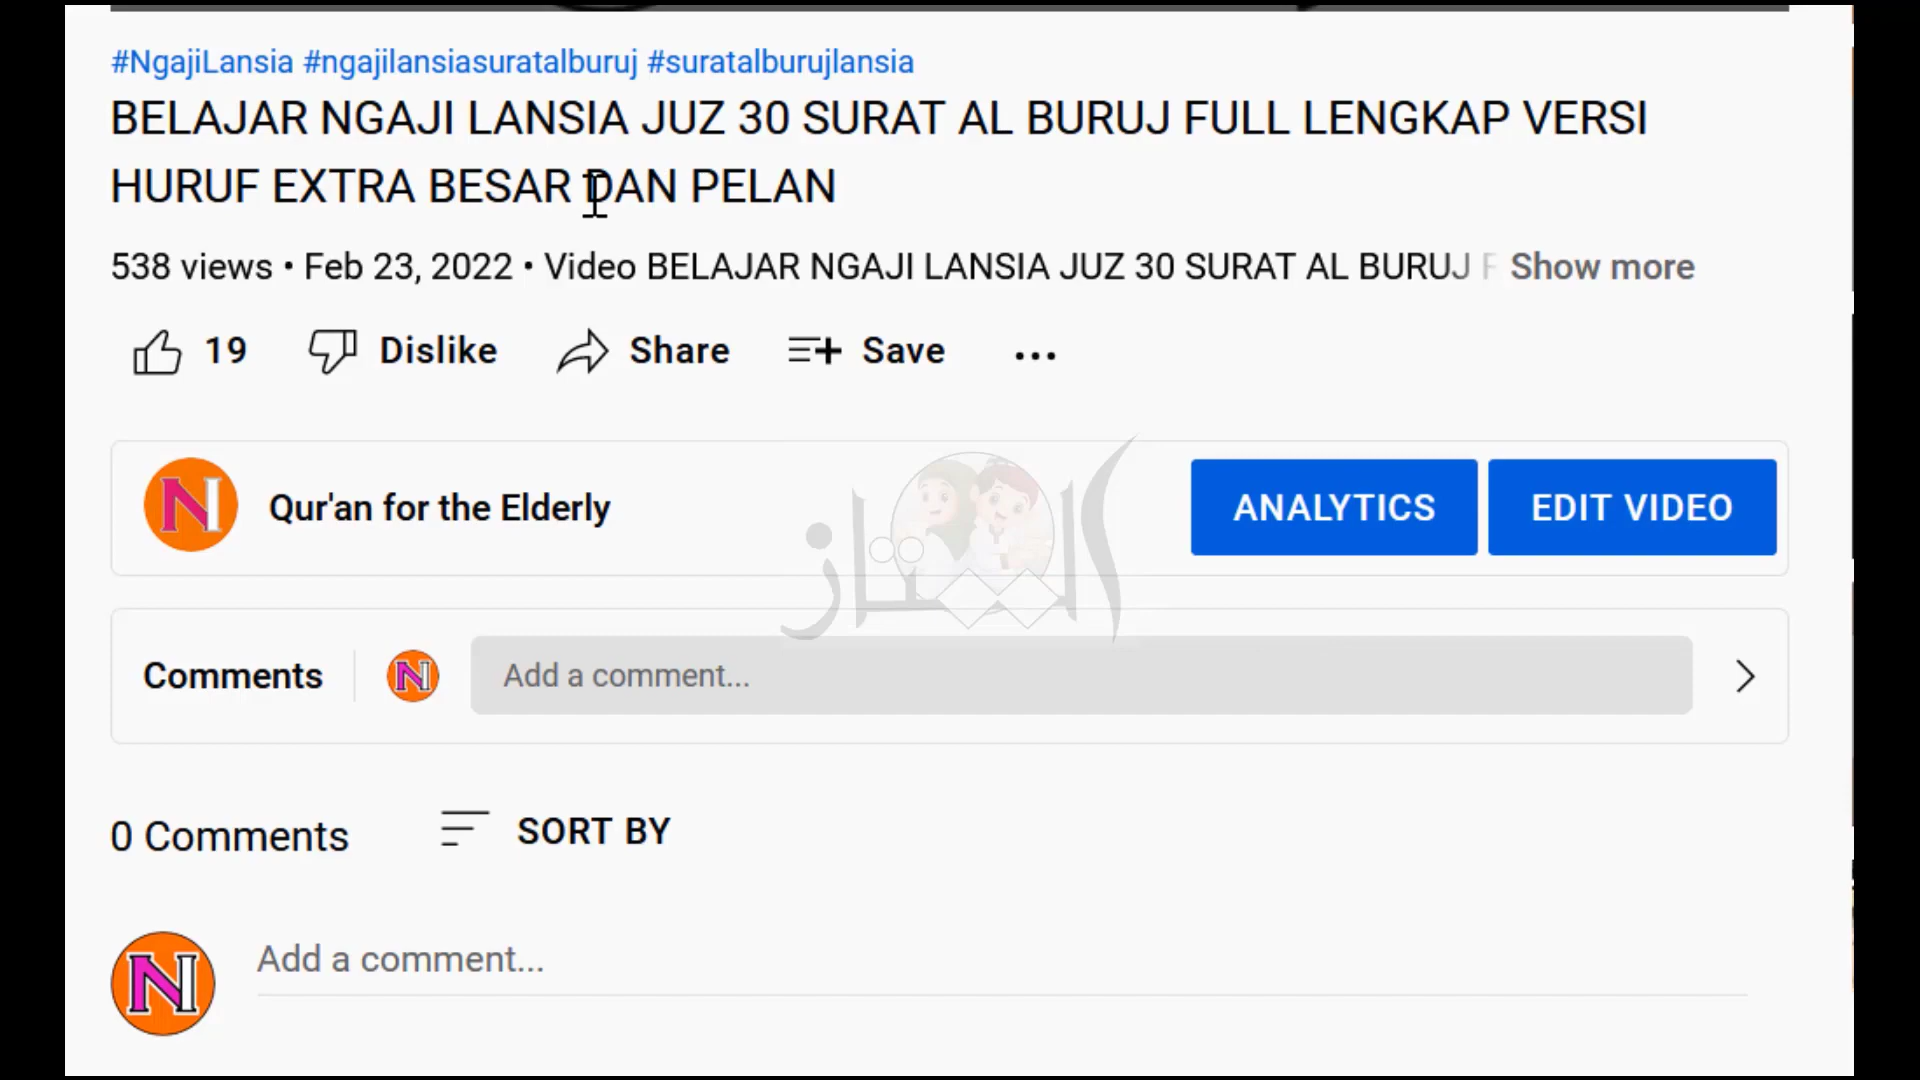 #NgajiLansia #ngajilansiasuratalburuj #suratalburujlansia
BELAJAR NGAJI LANSIA JUZ 30 SURAT AL BURUJ FULL LENGKAP VERSI
HURUF EXTRA BESAR DAN PELAN
538 views • Feb 23, 2022 • Video BELAJAR NGAJI LANSIA JUZ 30 SURAT AL BURUJ F Show more
19 Dislike Share Save ...
N Qur'an for the Elderly ANALYTICS EDIT VIDEO
Comments N Add a comment...
0 Comments SORT BY
N Add a comment...